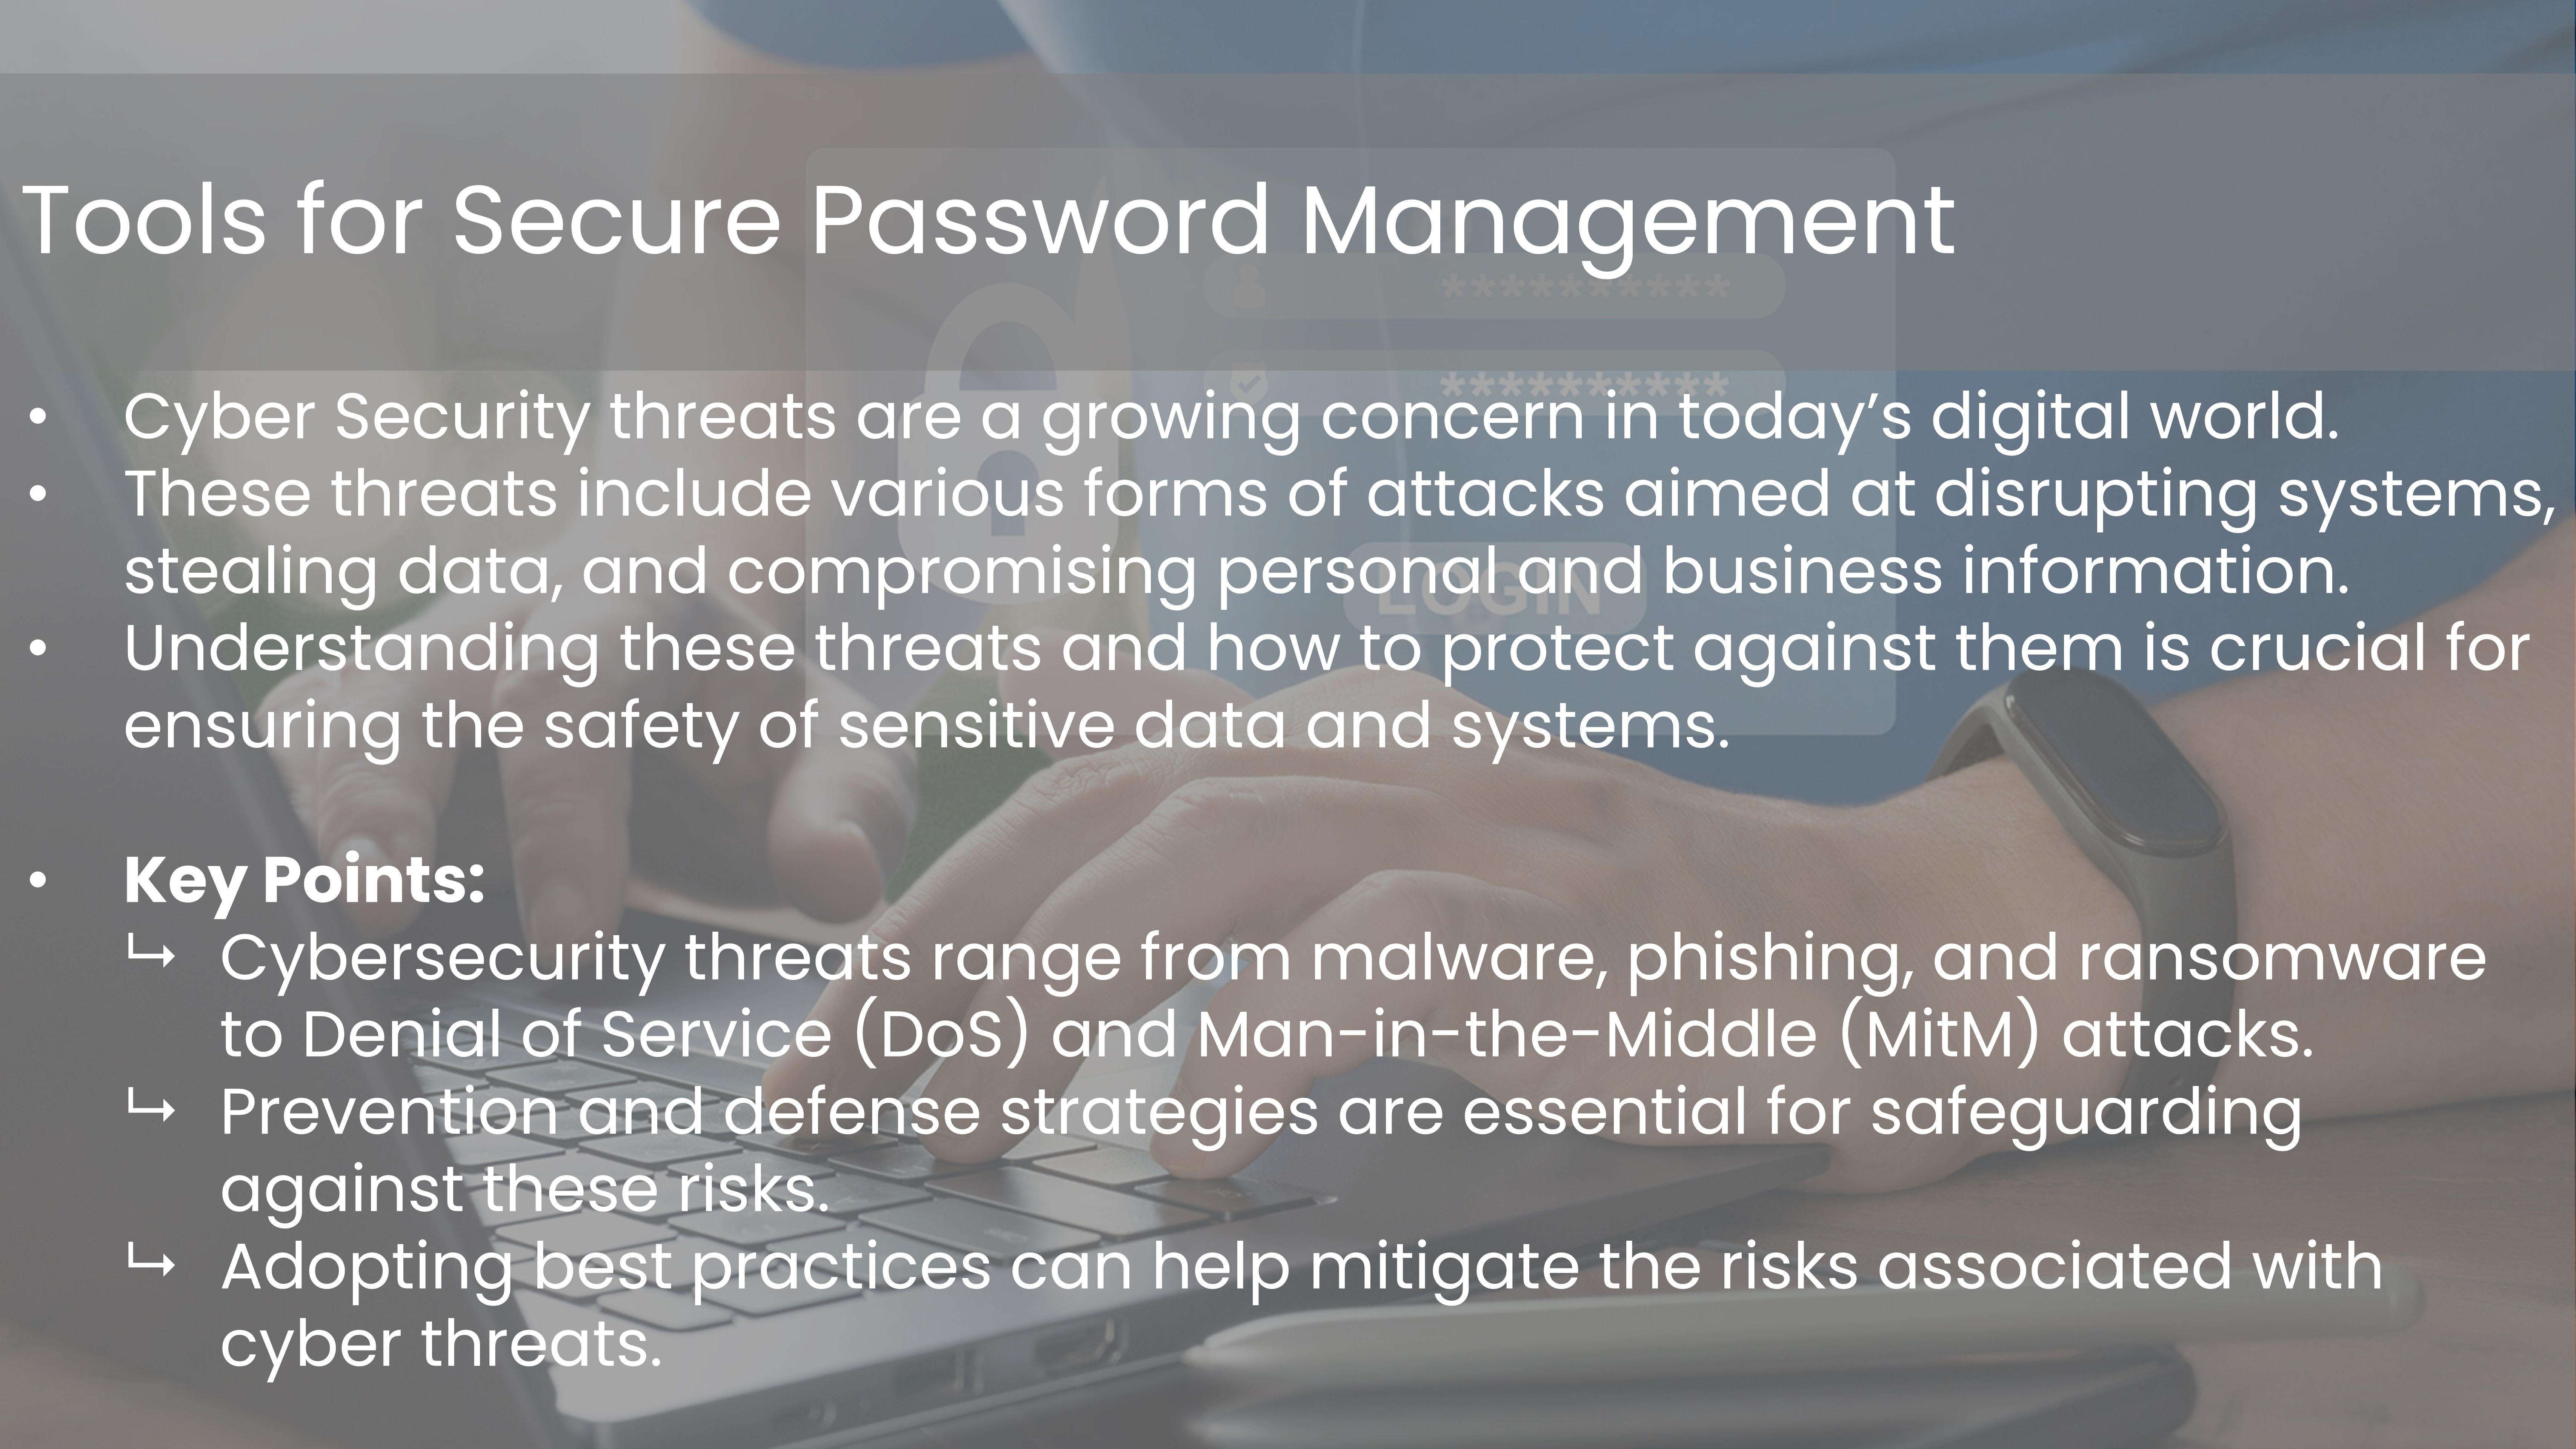 Tools for Secure Password Management
**********
**********
LOGIN
• Cyber Security threats are a growing concern in today’s digital world.
• These threats include various forms of attacks aimed at disrupting systems,
stealing data, and compromising personal and business information.
• Understanding these threats and how to protect against them is crucial for
ensuring the safety of sensitive data and systems.
• Key Points:
↳ Cybersecurity threats range from malware, phishing, and ransomware
to Denial of Service (DoS) and Man-in-the-Middle (MitM) attacks.
↳ Prevention and defense strategies are essential for safeguarding
against these risks.
↳ Adopting best practices can help mitigate the risks associated with
cyber threats.